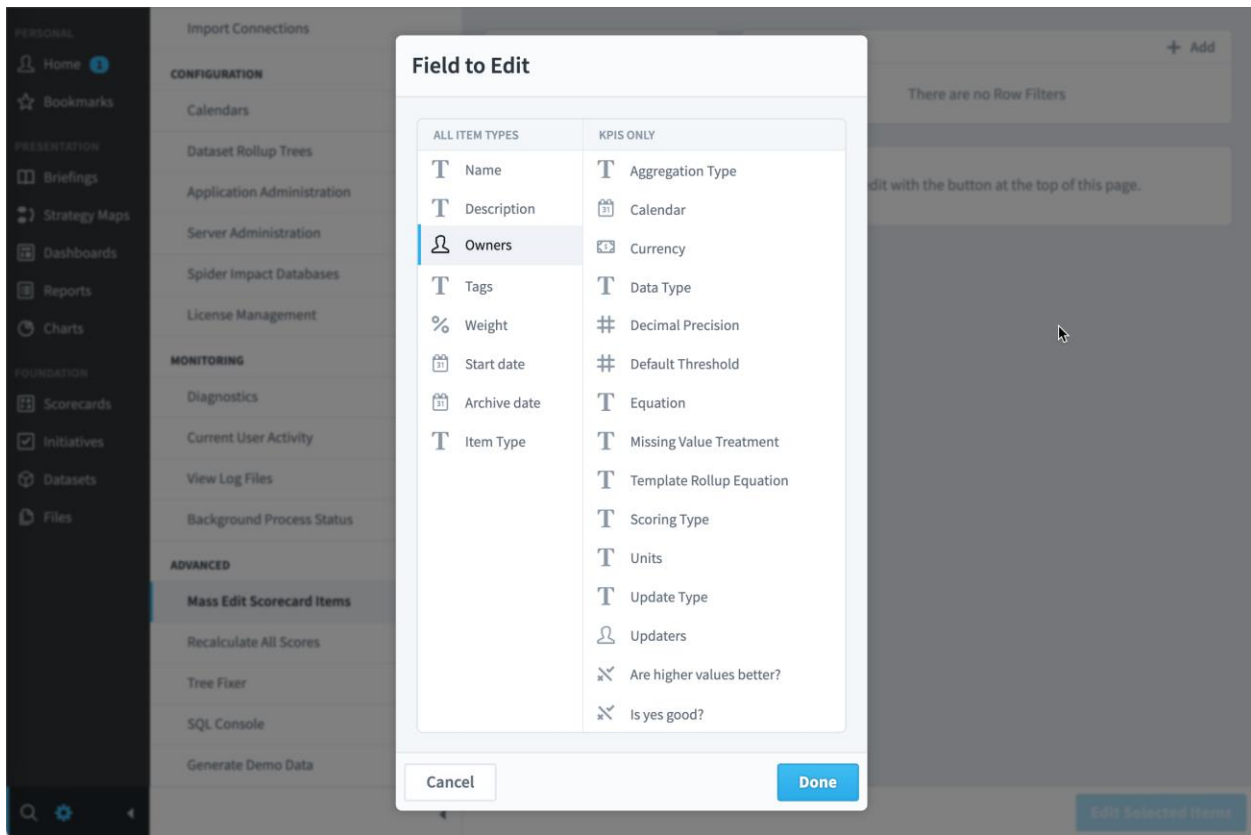 PERSONAL
Home 1
Bookmarks
PRESENTATION
Briefings
Strategy Maps
Dashboards
Reports
Charts
FOUNDATION
Scorecards
Initiatives
Datasets
Files
Import Connections
CONFIGURATION
Calendars
Dataset Rollup Trees
Application Administration
Server Administration
Spider Impact Databases
License Management
MONITORING
Diagnostics
Current User Activity
View Log Files
Background Process Status
ADVANCED
Mass Edit Scorecard Items
Recalculate All Scores
Tree Fixer
SQL Console
Generate Demo Data
Field to Edit
ALL ITEM TYPES
Name
Description
Owners
Tags
Weight
Start date
Archive date
Item Type
KPIS ONLY
Aggregation Type
Calendar
Currency
Data Type
Decimal Precision
Default Threshold
Equation
Missing Value Treatment
Template Rollup Equation
Scoring Type
Units
Update Type
Updaters
Are higher values better?
Is yes good?
Cancel
Done
+ Add
There are no Row Filters
dit with the button at the top of this page.
Edit Selected Items